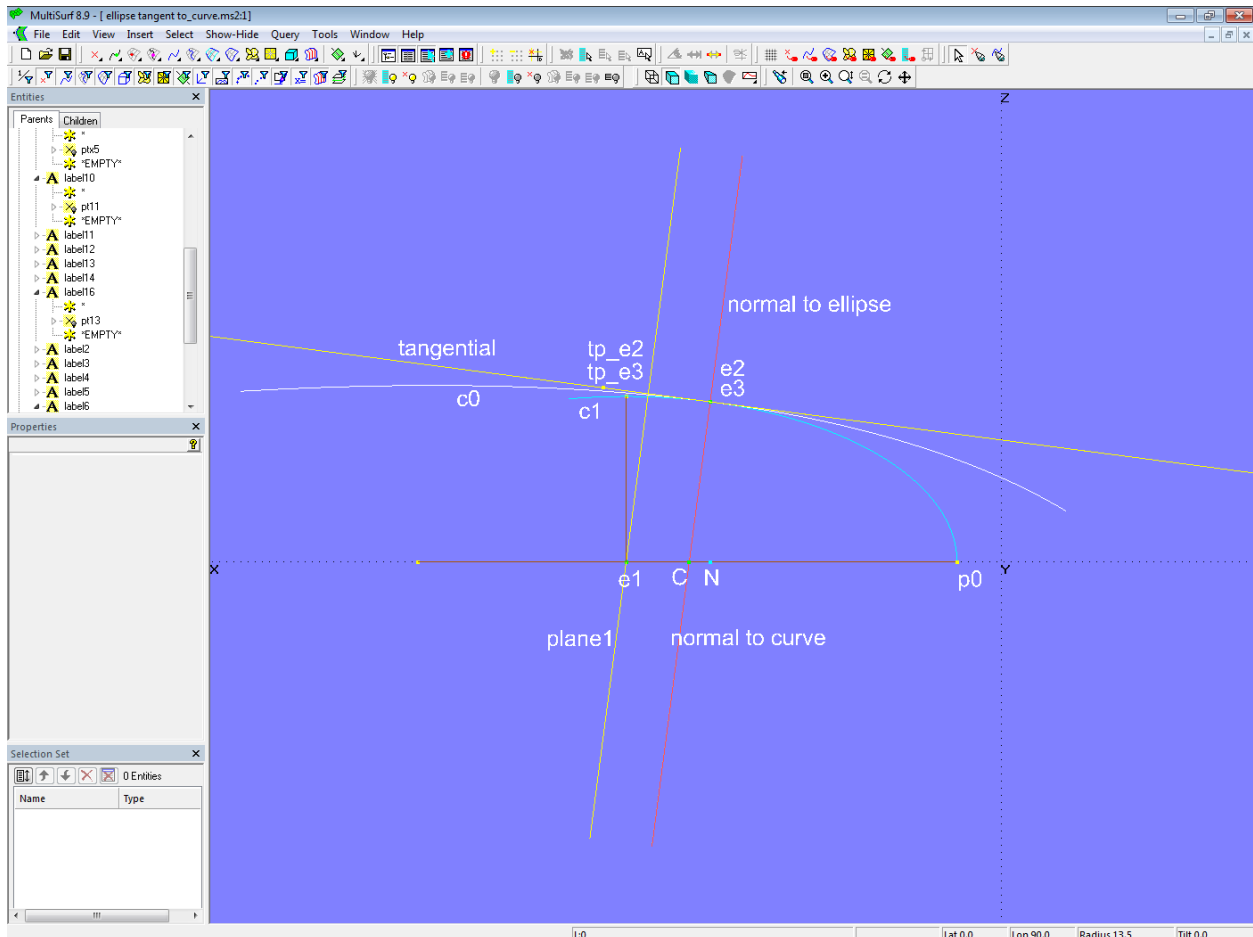 MultiSurf 8.9 - [ ellipse tangent to_curve.ms2:1]
File Edit View Insert Select Show-Hide Query Tools Window Help
Entities
Parents Children
*
ptx5
*EMPTY*
label10
*
pt11
*EMPTY*
label11
label12
label13
label14
label16
*
pt13
*EMPTY*
label2
label3
label4
label5
label6
Properties
Selection Set
0 Entities
Name Type
Z
normal to ellipse
tangential
tp_e2
tp_e3
e2
e3
c0
c1
X
Y
e1
C
N
p0
plane1
normal to curve
L:0
Lat 0.0
Lon 90.0
Radius 13.5
Tilt 0.0